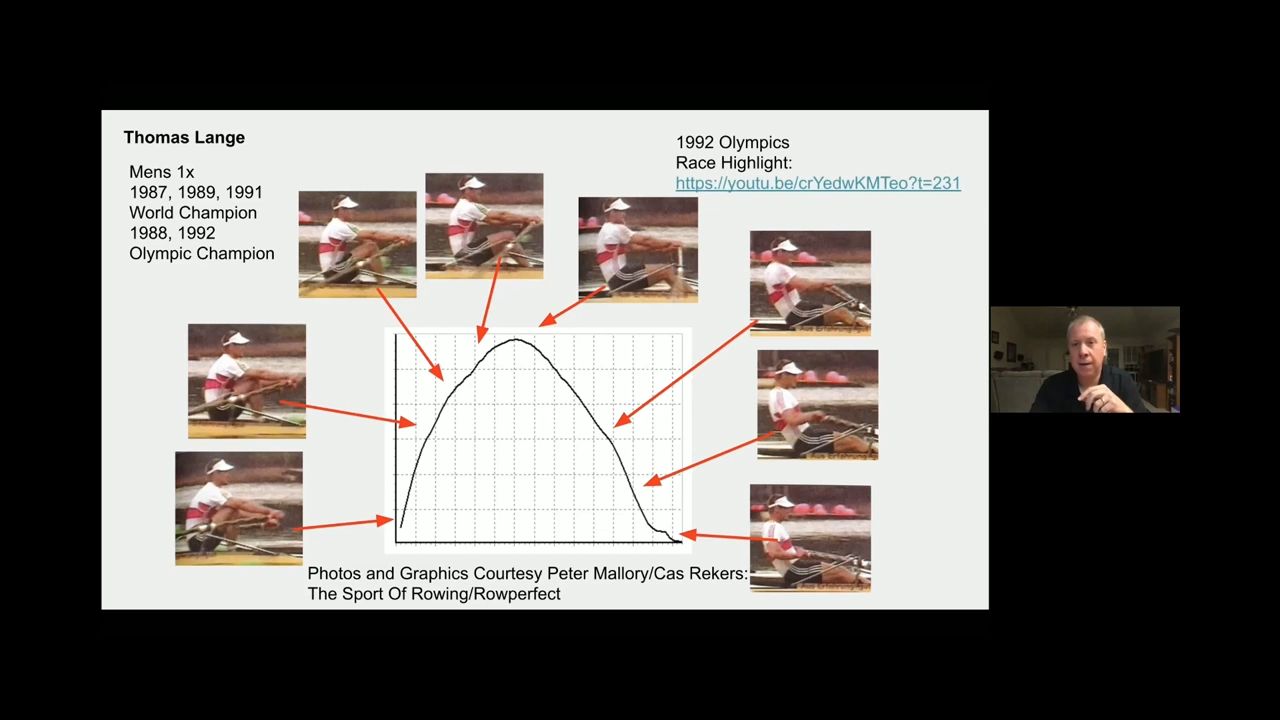 Thomas Lange
Mens 1x
1987, 1989, 1991
World Champion
1988, 1992
Olympic Champion
1992 Olympics
Race Highlight:
https://youtu.be/crYedwKMTeo?t=231
Photos and Graphics Courtesy Peter Mallory/Cas Rekers:
The Sport Of Rowing/Rowperfect